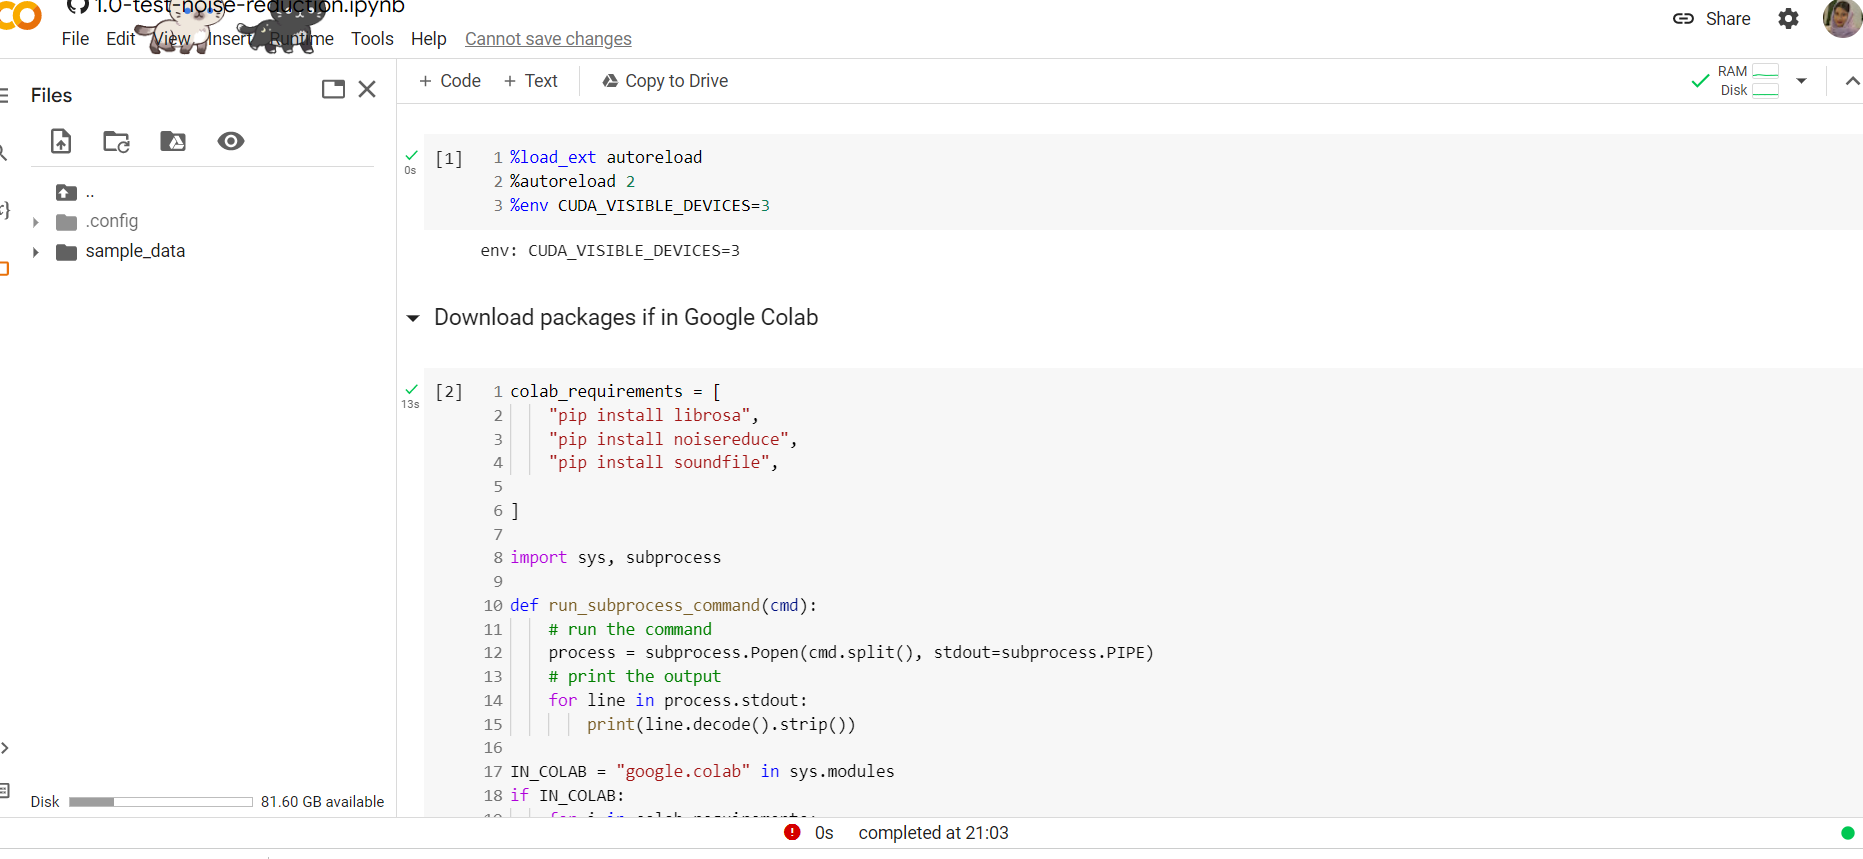 1.0-test-noise-reduction.ipynb
File Edit View Insert Runtime Tools Help Cannot save changes
Share
Files
+ Code + Text Copy to Drive
RAM
Disk
..
.config
sample_data
Disk 81.60 GB available
[1]
0s
1 %load_ext autoreload
2 %autoreload 2
3 %env CUDA_VISIBLE_DEVICES=3
env: CUDA_VISIBLE_DEVICES=3
Download packages if in Google Colab
[2]
13s
1 colab_requirements = [
2 "pip install librosa",
3 "pip install noisereduce",
4 "pip install soundfile",
5
6 ]
7
8 import sys, subprocess
9
10 def run_subprocess_command(cmd):
11 # run the command
12 process = subprocess.Popen(cmd.split(), stdout=subprocess.PIPE)
13 # print the output
14 for line in process.stdout:
15 print(line.decode().strip())
16
17 IN_COLAB = "google.colab" in sys.modules
18 if IN_COLAB:
0s completed at 21:03